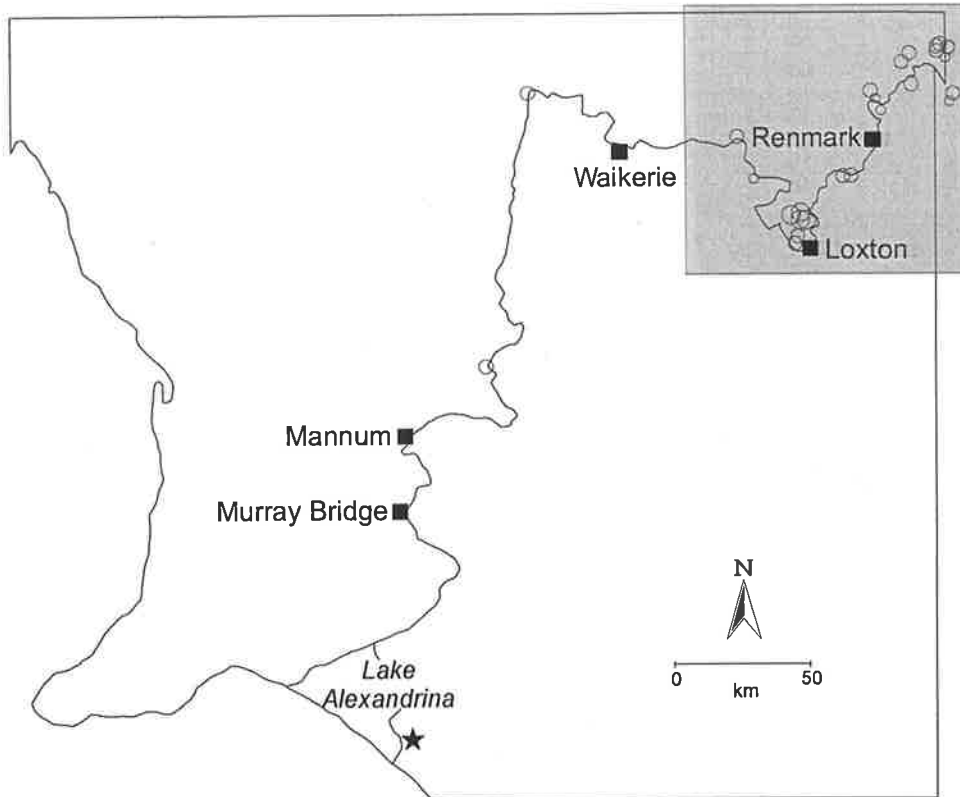 Renmark
Waikerie
Loxton
Mannum
Murray Bridge
N
Lake
Alexandrina
0 50
km